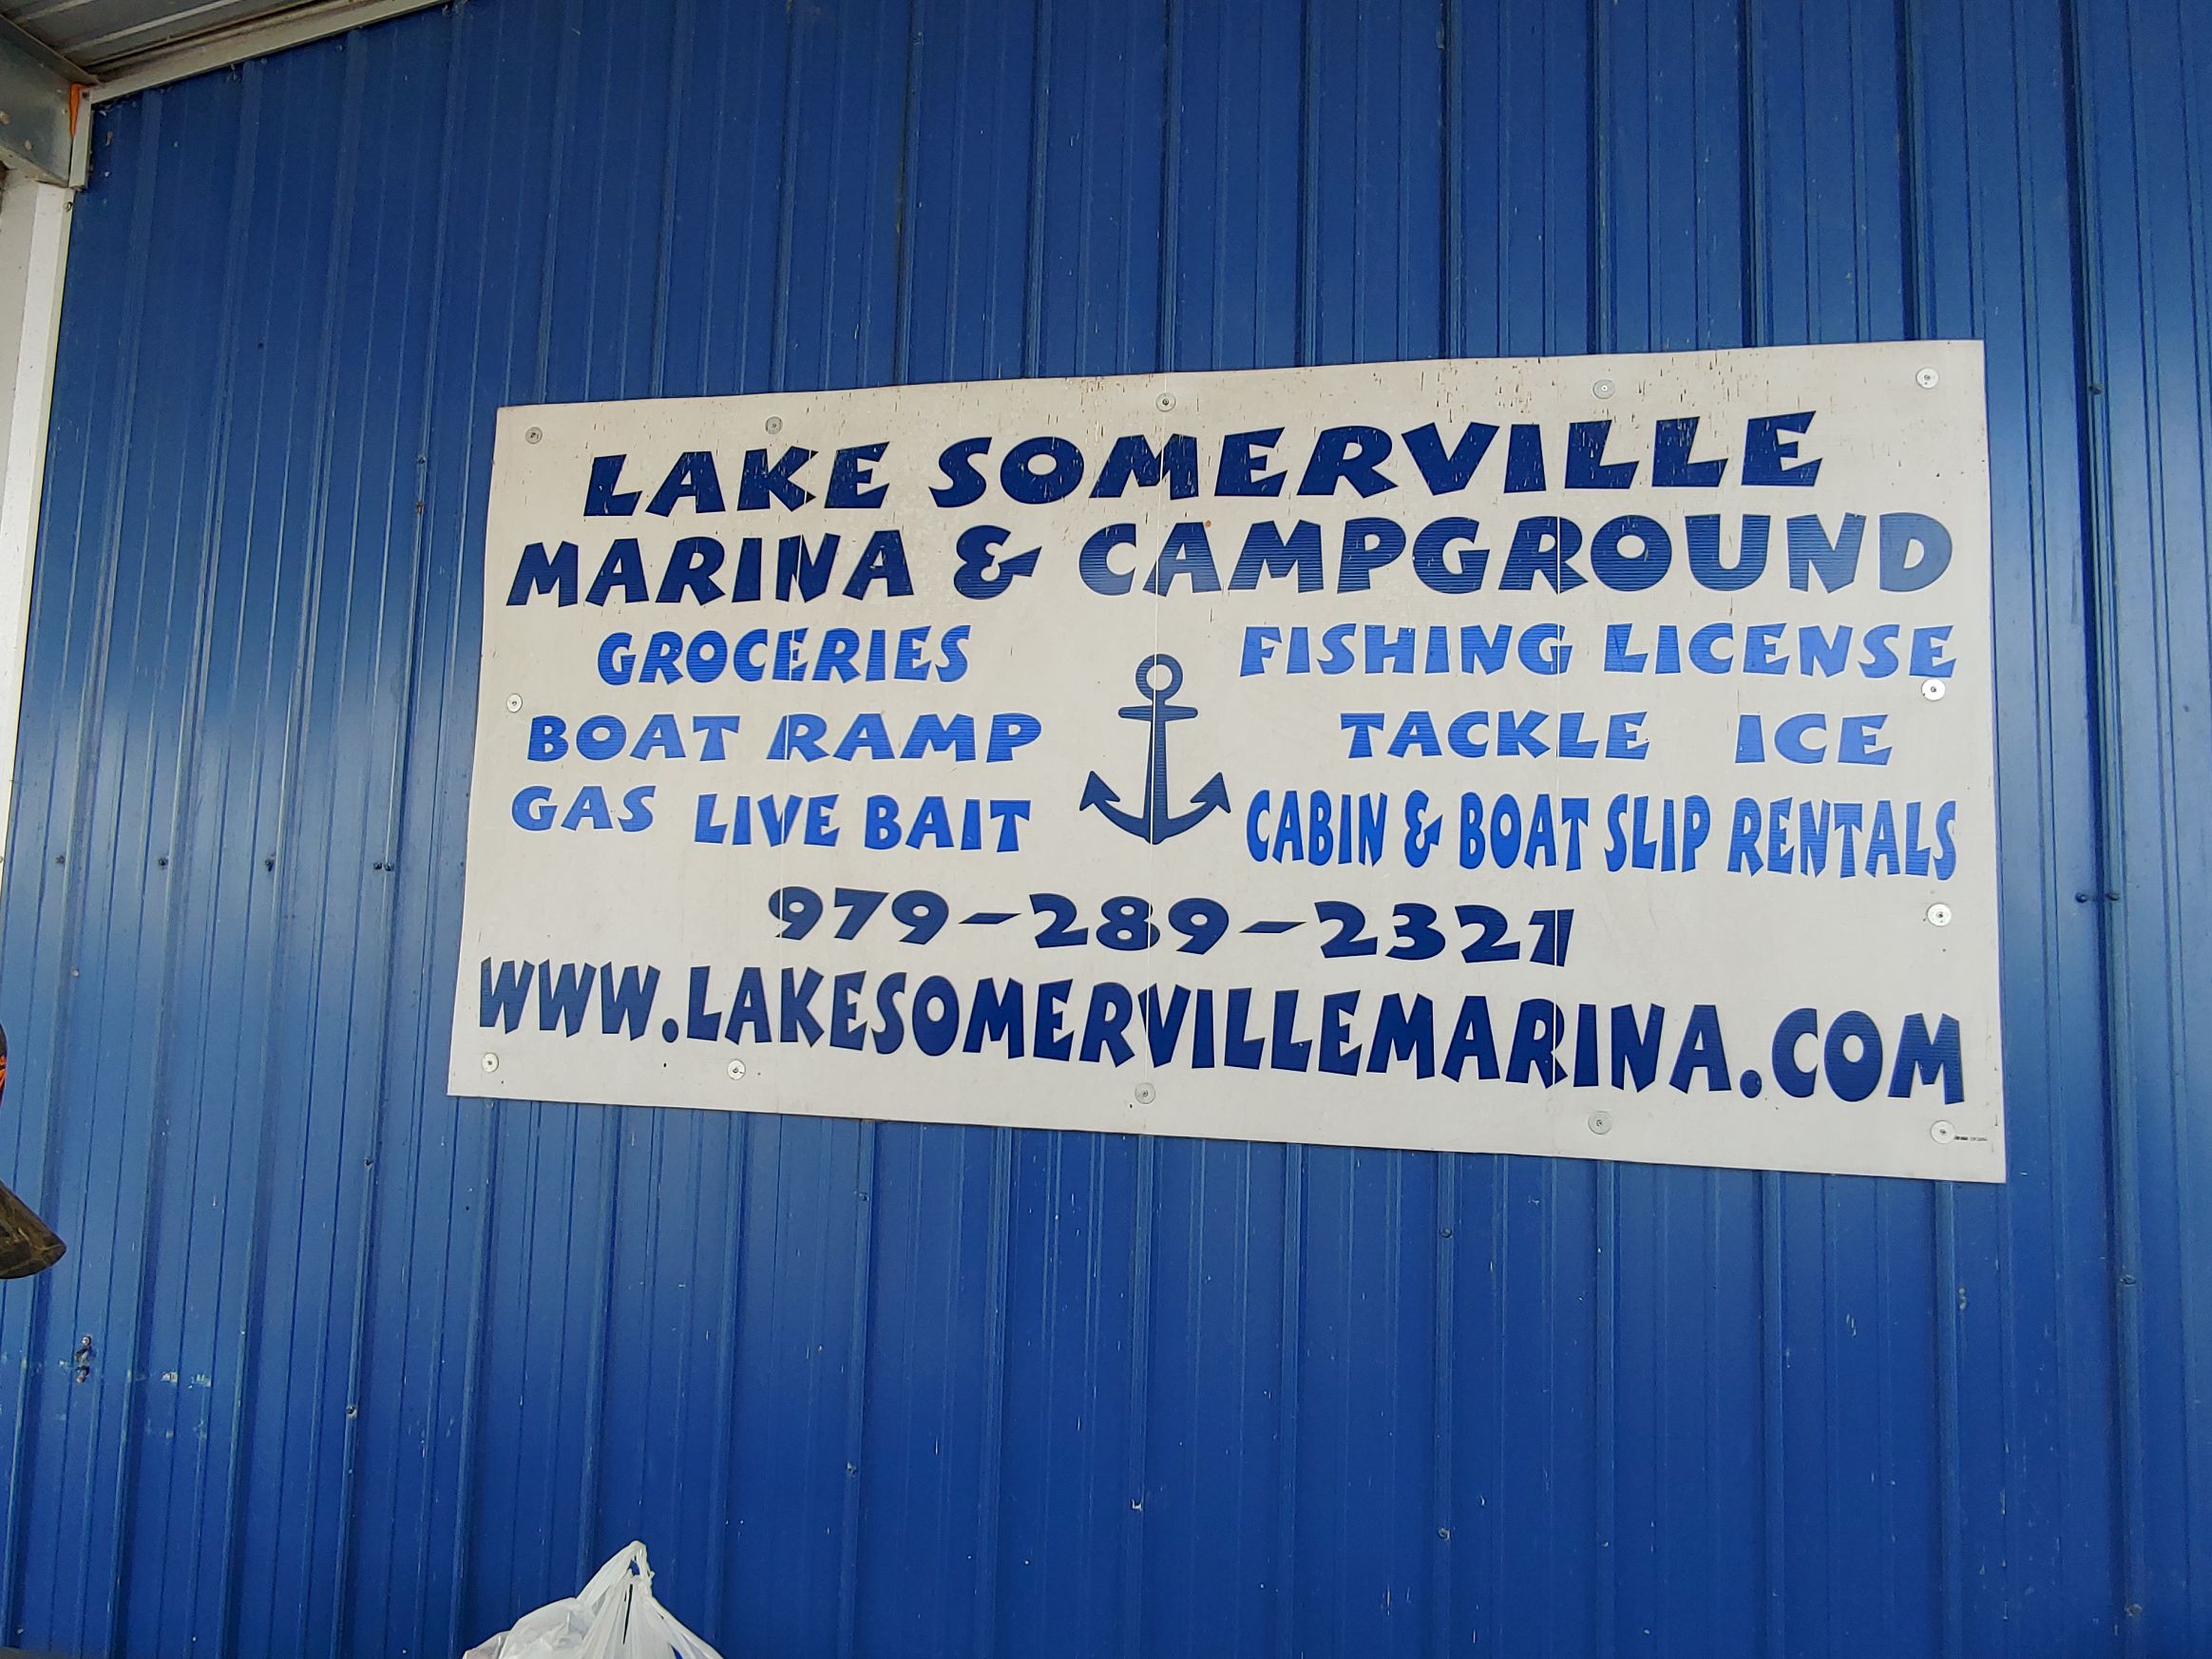 LAKE SOMERVILLE
MARINA & CAMPGROUND
GROCERIES
BOAT RAMP
GAS LIVE BAIT
FISHING LICENSE
TACKLE ICE
CABIN & BOAT SLIP RENTALS
979-289-2321
WWW.LAKESOMERVILLEMARINA.COM